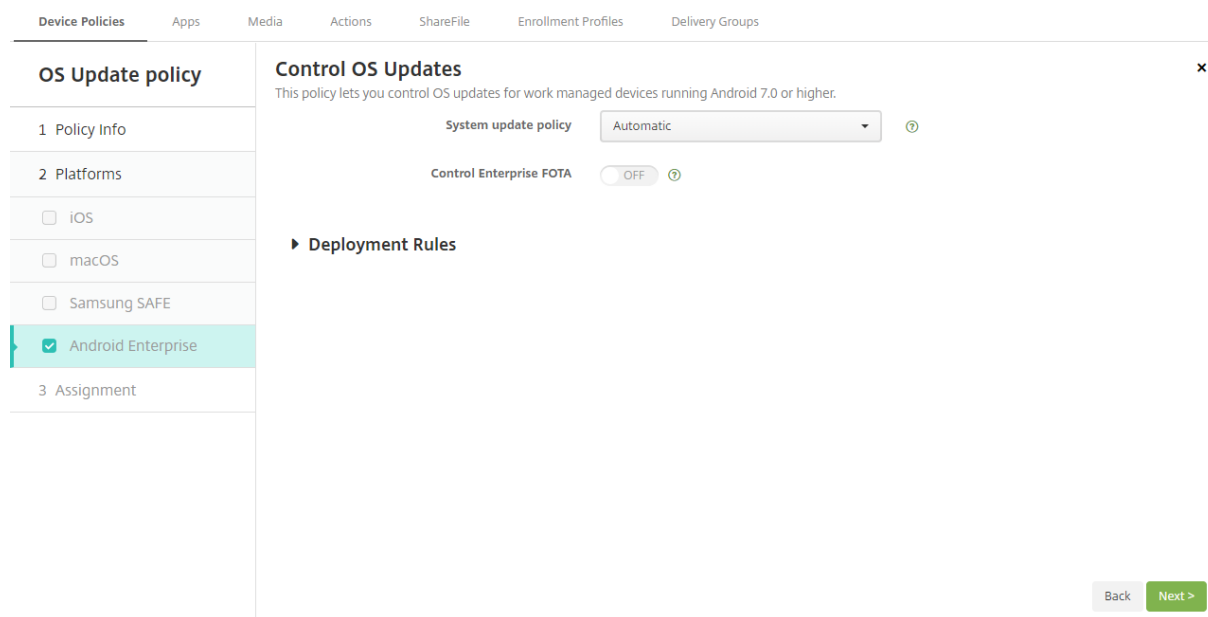 Device Policies Apps Media Actions ShareFile Enrollment Profiles Delivery Groups
OS Update policy
1 Policy Info
2 Platforms
iOS
macOS
Samsung SAFE
Android Enterprise
3 Assignment
Control OS Updates
This policy lets you control OS updates for work managed devices running Android 7.0 or higher.
System update policy Automatic
Control Enterprise FOTA OFF
Deployment Rules
Back Next >